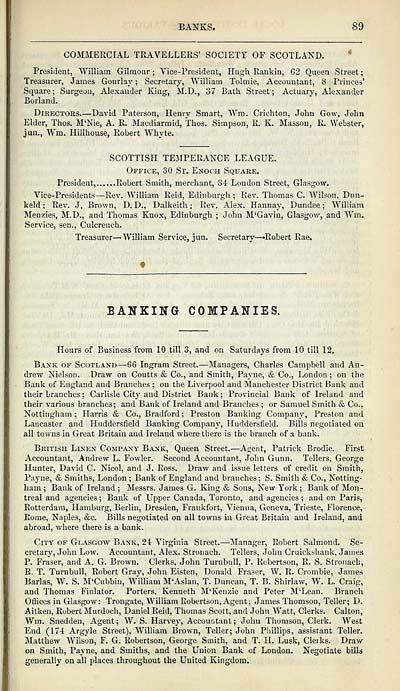 BANKS. 89
COMMERCIAL TRAVELLERS' SOCIETY OF SCOTLAND.
President, William Gilmour; Vice-President, Hugh Rankin, 62 Queen Street;
Treasurer, James Gourlay; Secretary, William Tolmie, Accountant, 8 Princes'
Square; Surgeon, Alexander King, M.D., 37 Bath Street; Actuary, Alexander
Borland.
DIRECTORS.—David Paterson, Henry Smart, Wm. Crichton, John Gow, John
Elder, Thos. M'Nie, A. R. Macdiarmid, Thos. Simpson, R. K. Masson, R. Webster,
jun., Wm. Hillhouse, Robert Whyte.
SCOTTISH TEMPERANCE LEAGUE.
OFFICE, 30 ST. ENOCH SQUARE.
President,......Robert Smith, merchant, 34 London Street, Glasgow.
Vice-Presidents—Rev. William Reid, Edinburgh; Rev. Thomas C. Wilson, Dun-
keld; Rev. J. Brown, D.D., Dalkeith; Rev. Alex. Hannay, Dundee; William
Menzies, M.D., and Thomas Knox, Edinburgh; John M'Gavin, Glasgow, and Wm.
Service, sen., Culcreuch.
Treasurer—William Service, jun. Secretary—Robert Rae.
BANKING COMPANIES.
Hours of Business from 10 till 3, and on Saturdays from 10 till 12.
BANK OF SCOTLAND—66 Ingram Street.—Managers, Charles Campbell and An-
drew Nielson. Draw on Coutts & Co., and Smith, Payne, & Co., London; on the
Bank of England and Branches; on the Liverpool and Manchester District Bank and
their branches; Carlisle City and District Bank; Provincial Bank of Ireland and
their various branches; and Bank of Ireland and Branches; or Samuel Smith & Co.,
Nottingham; Harris & Co., Bradford; Preston Banking Company, Preston and
Lancaster and Huddersfield Banking Company, Huddersfield. Bills negotiated on
all towns in Great Britain and Ireland where there is the branch of a bank.
BRITISH LINEN COMPANY BANK, Queen Street.—Agent, Patrick Brodie. First
Accountant, Andrew L. Fowler. Second Accountant, John Gunn. Tellers, George
Hunter, David C. Nicol, and J. Ross. Draw and issue letters of credit on Smith,
Payne, & Smiths, London; Bank of England and branches; S. Smith & Co., Notting-
ham; Bank of Ireland; Messrs. James G. King & Sons, New York; Bank of Mon-
treal and agencies; Bank of Upper Canada, Toronto, and agencies; and on Paris,
Rotterdam, Hamburg, Berlin, Dresden, Frankfort, Vienna, Geneva, Trieste, Florence,
Rome, Naples, &c. Bills negotiated on all towns in Great Britain and Ireland, and
abroad, where there is a bank.
CITY OF GLASGOW BANK, 24 Virginia Street.—Manager, Robert Salmond. Se-
cretary, John Low. Accountant, Alex. Stronach. Tellers, John Cruickshank, James
P. Fraser, and A. G. Brown. Clerks, John Turnbull, P. Robertson, R. S. Stronach,
R. T. Turnbull, Robert Gray, John Eisten, Donald Fraser, W. R. Crombie, James
Barlas, W. S. M'Cubbin, William M'Aslan, T. Duncan, T. B. Shirlaw, W. L. Craig,
and Thomas Finlator. Porters, Kenneth M'Kenzie and Peter M'Lean. Branch
Offices in Glasgow: Trongate, William Robertson, Agent; James Thomson, Teller; D.
Aitken, Robert Murdoch, Daniel Reid, Thomas Scott, and John Watt, Clerks. Calton,
Wm. Snedden, Agent; W. S. Harvey, Accountant; John Thomson, Clerk. West
End (174 Argyle Street), William Brown, Teller; John Phillips, assistant Teller.
Matthew Wilson, F. G. Robertson, George Smith, and T. H. Lusk, Clerks. Draw
on Smith, Payne, and Smiths, and the Union Bank of London. Negotiate bills
generally on all places throughout the United Kingdom.